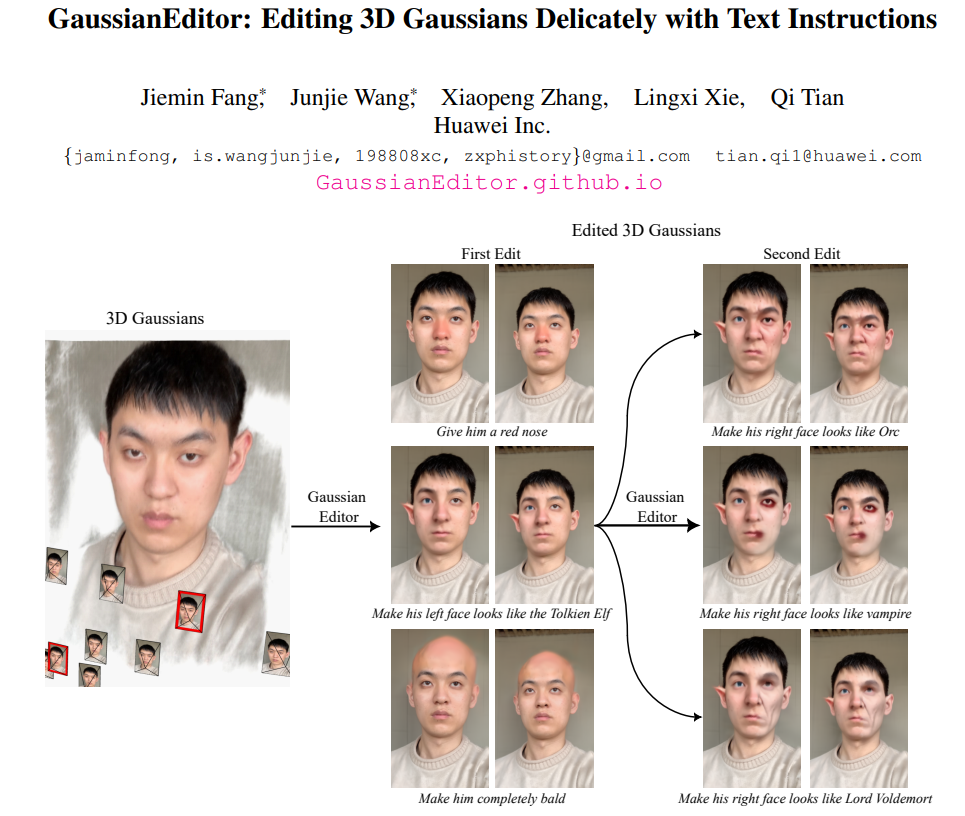 GaussianEditor: Editing 3D Gaussians Delicately with Text Instructions
Jiemin Fang,* Junjie Wang,* Xiaopeng Zhang, Lingxi Xie, Qi Tian
Huawei Inc.
{jaminfong, is.wangjunjie, 198808xc, zxphistory}@gmail.com tian.qi1@huawei.com
GaussianEditor.github.io
Edited 3D Gaussians
First Edit
Second Edit
3D Gaussians
Give him a red nose
Make his right face looks like Orc
Gaussian
Editor
Gaussian
Editor
Make his left face looks like the Tolkien Elf
Make his right face looks like vampire
Make him completely bald
Make his right face looks like Lord Voldemort